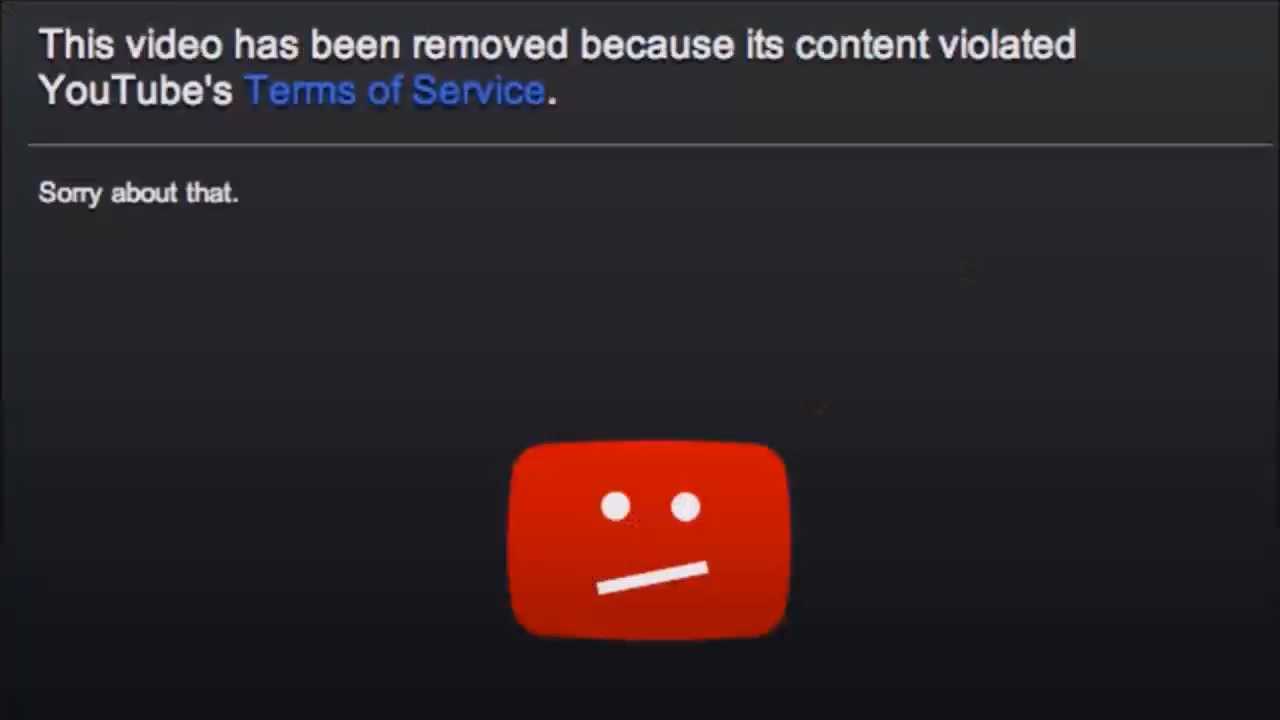 This video has been removed because its content violated
YouTube's Terms of Service.
Sorry about that.